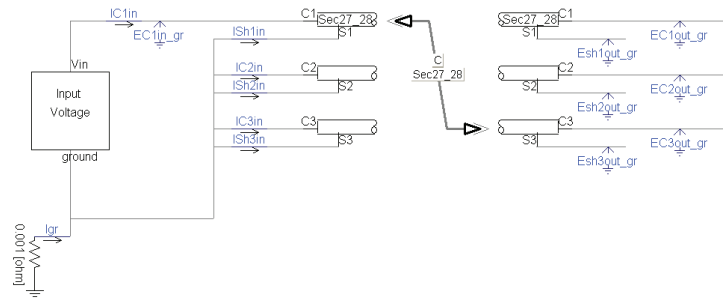 IC1in
C1
Sec27_28
EC1in_gr
ISh1in
S1
Vin
Input
Voltage
ground
IC2in
C2
ISh2in
S2
IC3in
C3
ISh3in
S3
Igr
0.001 [ohm]
C
Sec27_28
Sec27_28
C1
S1
EC1out_gr
Esh1out_gr
C2
S2
EC2out_gr
Esh2out_gr
C3
S3
EC3out_gr
Esh3out_gr